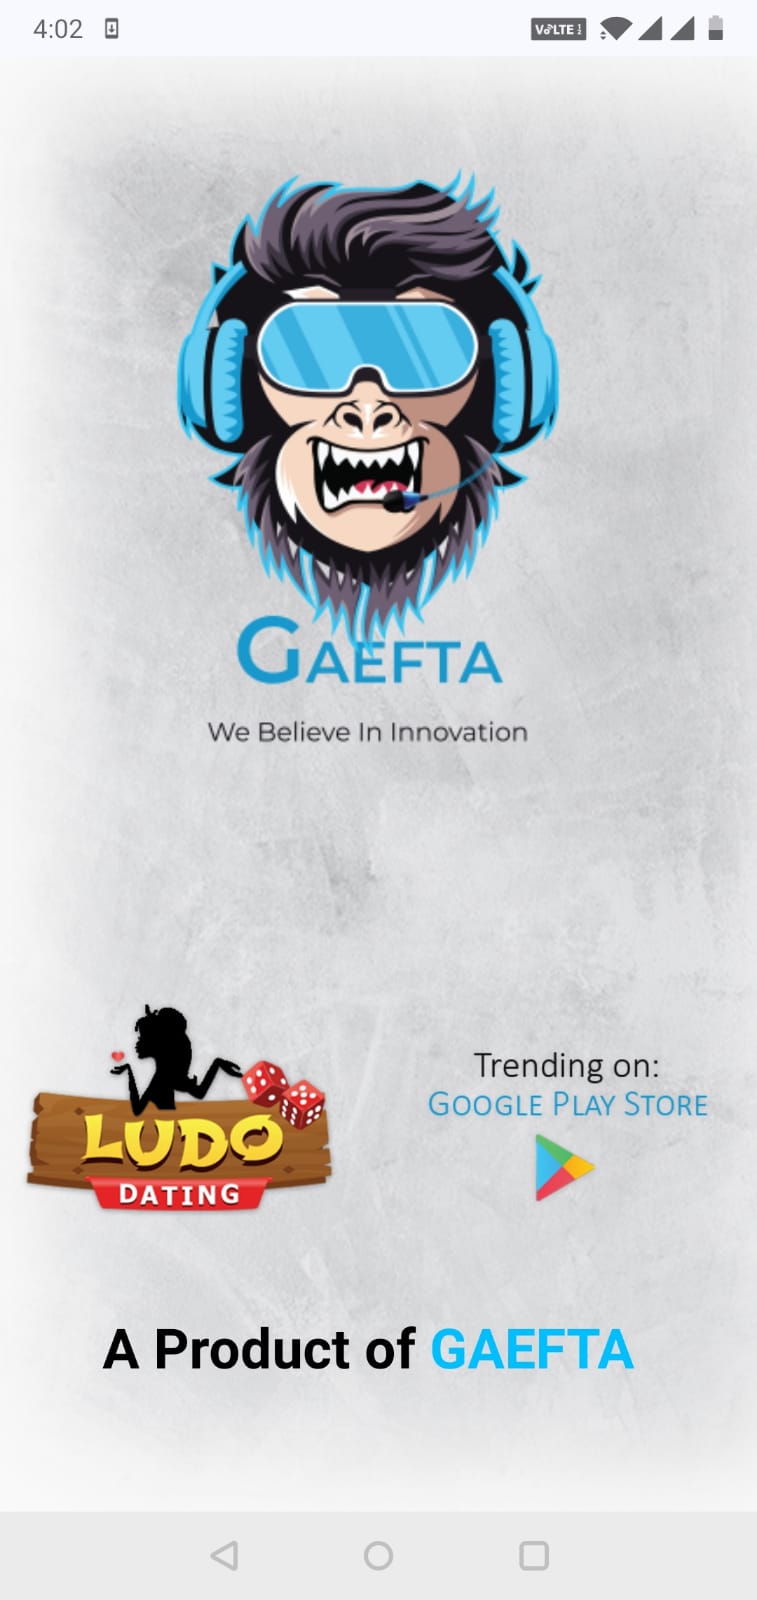 4:02
VoLTE
GAEFTA
We Believe In Innovation
LUDO
DATING
Trending on:
GOOGLE PLAY STORE
A Product of GAEFTA